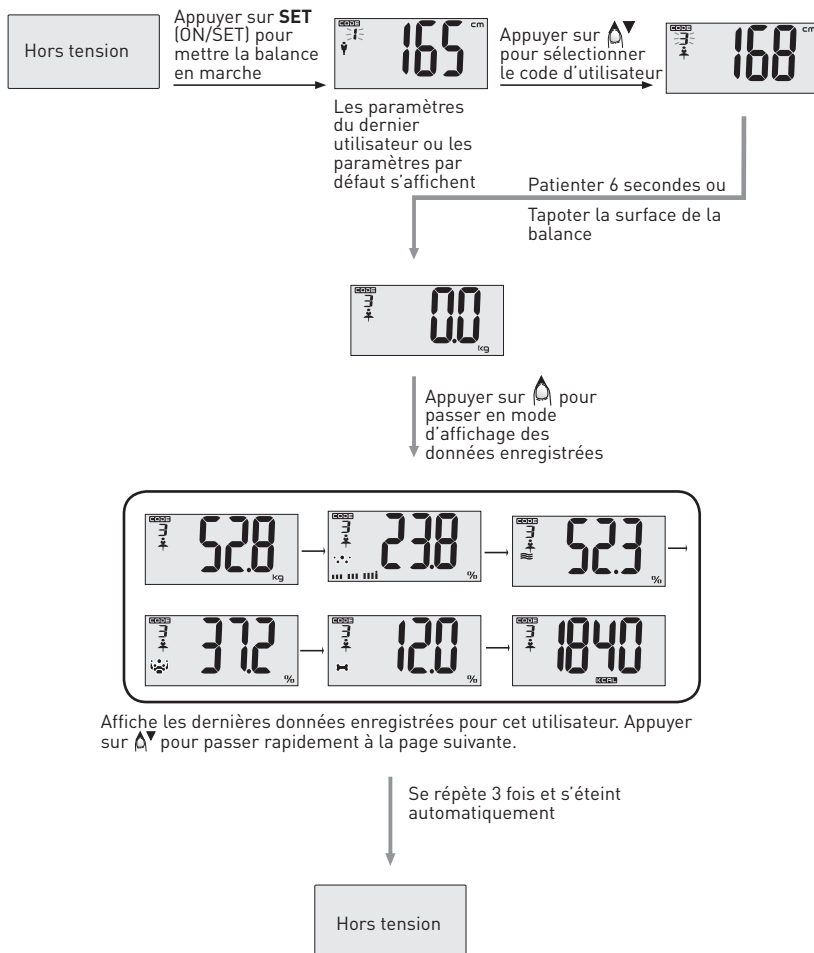 Hors tension
Appuyer sur SET
(ON/SET) pour
mettre la balance
en marche
CODE
1
165
cm
Les paramètres
du dernier
utilisateur ou les
paramètres par
défaut s'affichent
Appuyer sur ▼
pour sélectionner
le code d'utilisateur
CODE
3
168
cm
Patienter 6 secondes ou
Tapoter la surface de la
balance
CODE
3
0.0
kg
Appuyer sur pour
passer en mode
d'affichage des
données enregistrées
CODE
3
52.8
kg
CODE
3
23.8
%
CODE
3
52.3
%
CODE
3
37.2
%
CODE
3
12.0
%
CODE
3
1840
KCAL
Affiche les dernières données enregistrées pour cet utilisateur. Appuyer
sur ▼ pour passer rapidement à la page suivante.
Se répète 3 fois et s'éteint
automatiquement
Hors tension